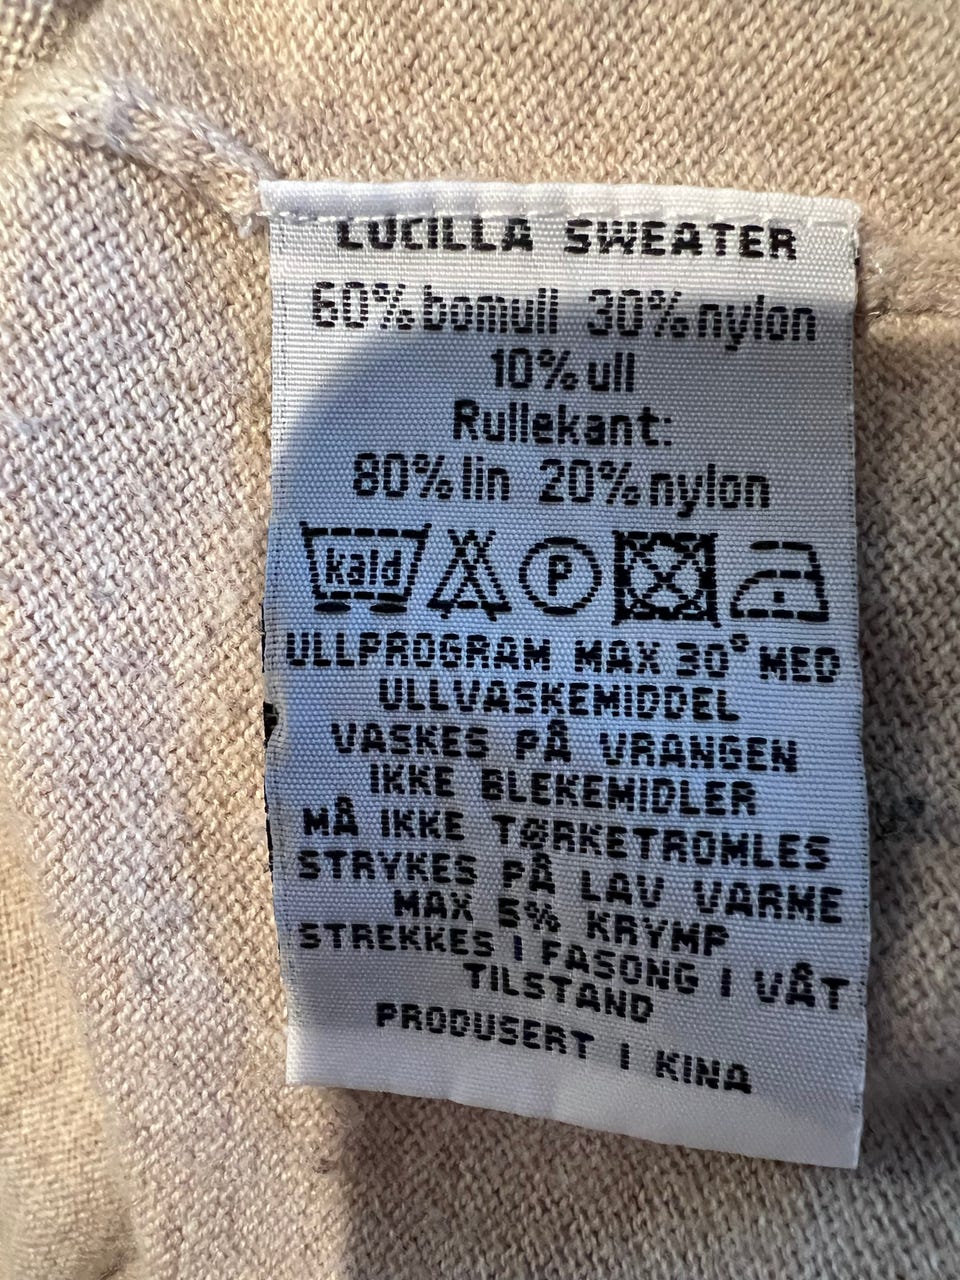 LUCILLA SWEATER
60% bomull 30% nylon
10% ull
Rullekant:
80% lin 20% nylon
kald P
ULLPROGRAM MAX 30° MED
ULLVASKEMIDDEL
VASKES PÅ VRANGEN
IKKE BLEKEMIDLER
MÅ IKKE TØRKETROMLES
STRYKES PÅ LAV VARME
MAX 5% KRYMP
STREKKES I FASONG I VÅT
TILSTAND
PRODUSERT I KINA